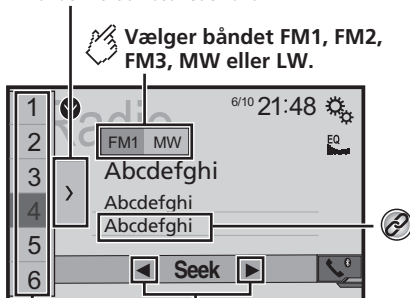 Vælger båndet FM1, FM2,
FM3, MW eller LW.
Radio
6/10 21:48
EQ
FM1 MW
1
2
3
4
5
6
Abcdefghi
Abcdefghi
Abcdefghi
Seek